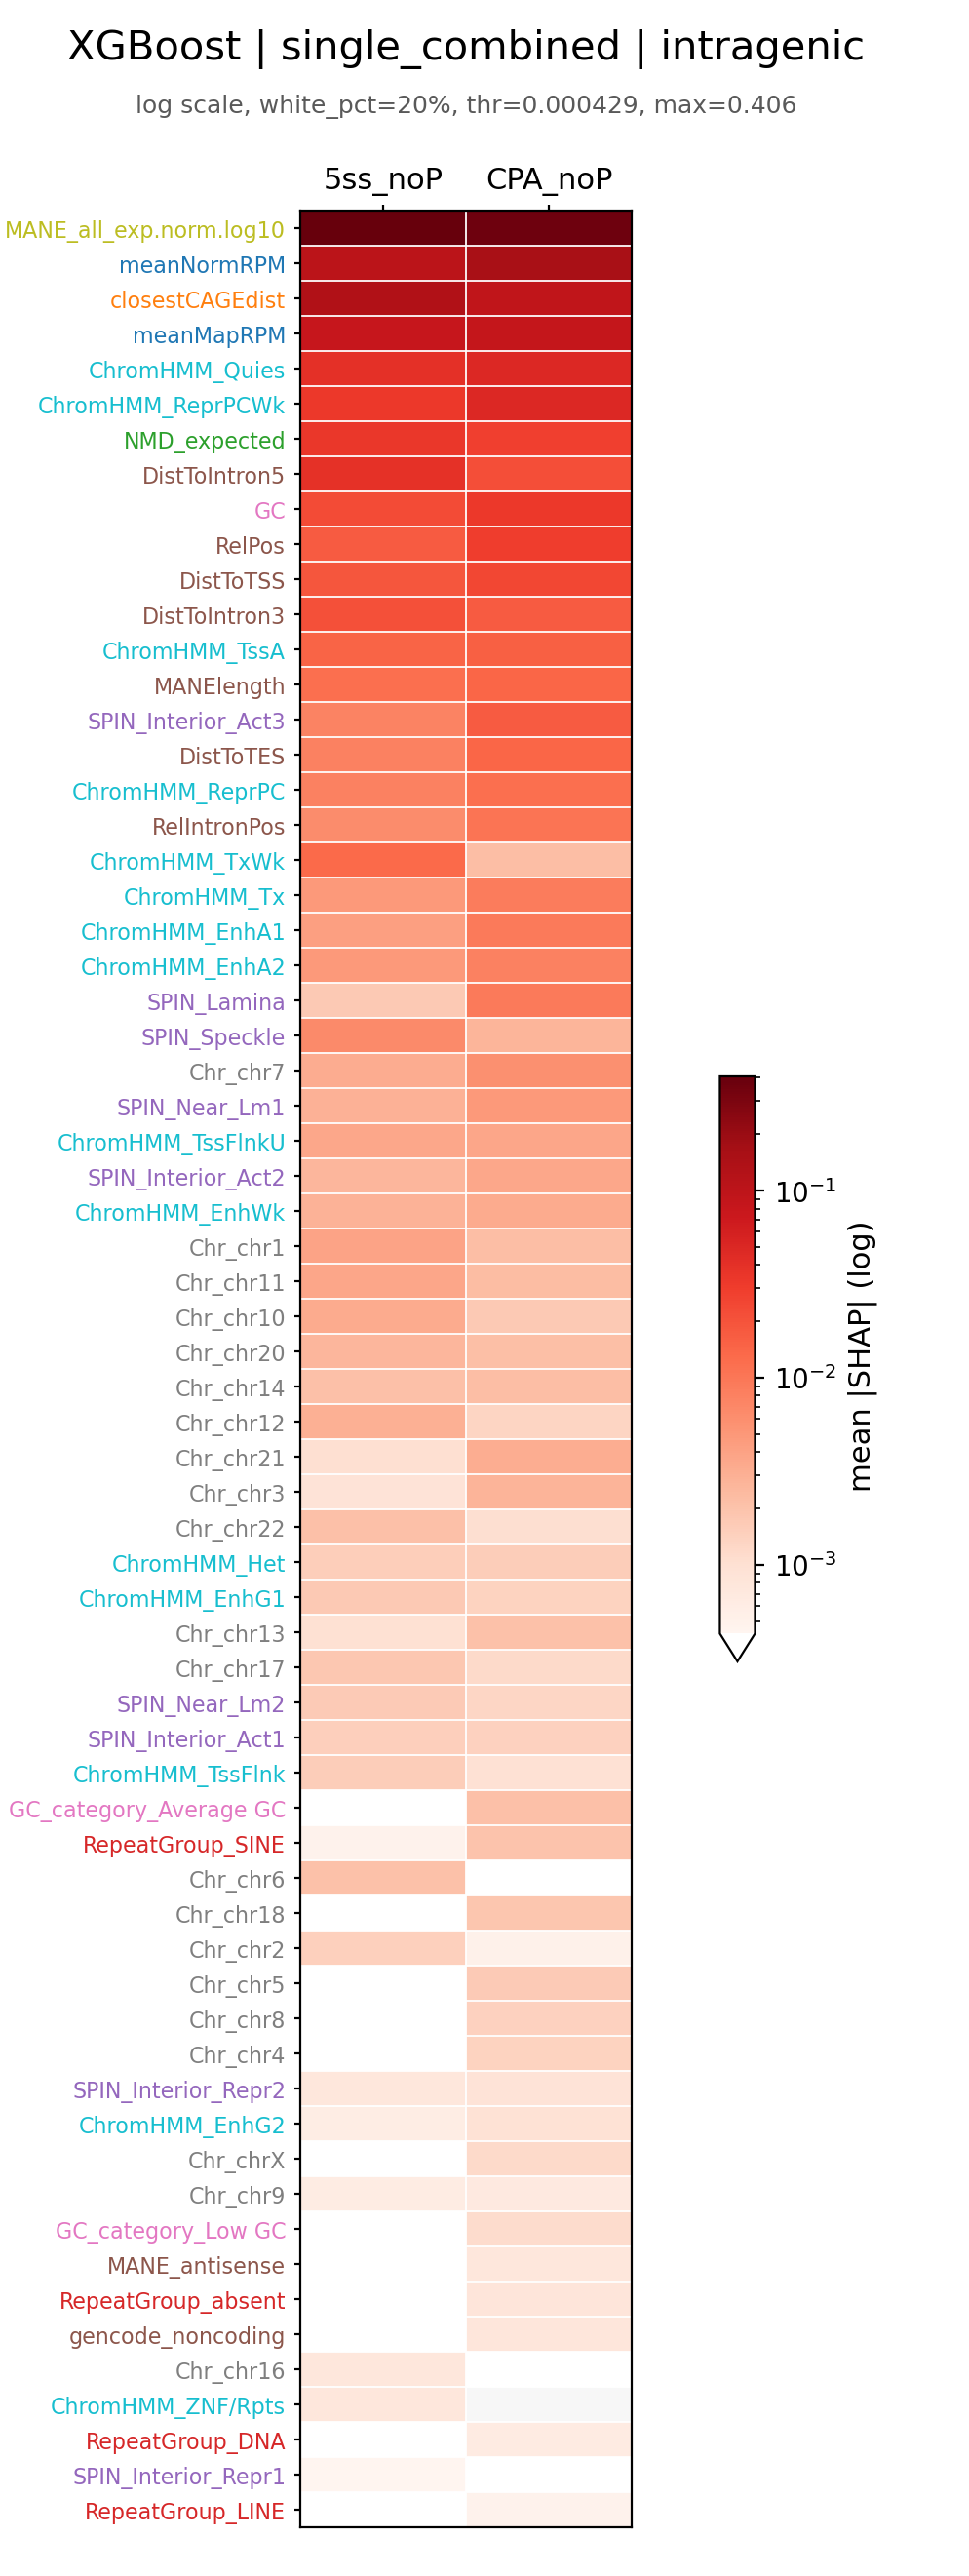 XGBoost | single_combined | intragenic
log scale, white_pct=20%, thr=0.000429, max=0.406
5ss_noP CPA_noP
MANE_all_exp.norm.log10
meanNormRPM
closestCAGEdist
meanMapRPM
ChromHMM_Quies
ChromHMM_ReprPCWk
NMD_expected
DistToIntron5
GC
RelPos
DistToTSS
DistToIntron3
ChromHMM_TssA
MANElength
SPIN_Interior_Act3
DistToTES
ChromHMM_ReprPC
RelIntronPos
ChromHMM_TxWk
ChromHMM_Tx
ChromHMM_EnhA1
ChromHMM_EnhA2
SPIN_Lamina
SPIN_Speckle
Chr_chr7
SPIN_Near_Lm1
ChromHMM_TssFlnkU
SPIN_Interior_Act2
ChromHMM_EnhWk
Chr_chr1
Chr_chr11
Chr_chr10
Chr_chr20
Chr_chr14
Chr_chr12
Chr_chr21
Chr_chr3
Chr_chr22
ChromHMM_Het
ChromHMM_EnhG1
Chr_chr13
Chr_chr17
SPIN_Near_Lm2
SPIN_Interior_Act1
ChromHMM_TssFlnk
GC_category_Average GC
RepeatGroup_SINE
Chr_chr6
Chr_chr18
Chr_chr2
Chr_chr5
Chr_chr8
Chr_chr4
SPIN_Interior_Repr2
ChromHMM_EnhG2
Chr_chrX
Chr_chr9
GC_category_Low GC
MANE_antisense
RepeatGroup_absent
gencode_noncoding
Chr_chr16
ChromHMM_ZNF/Rpts
RepeatGroup_DNA
SPIN_Interior_Repr1
RepeatGroup_LINE
10⁻¹
10⁻²
10⁻³
mean |SHAP| (log)